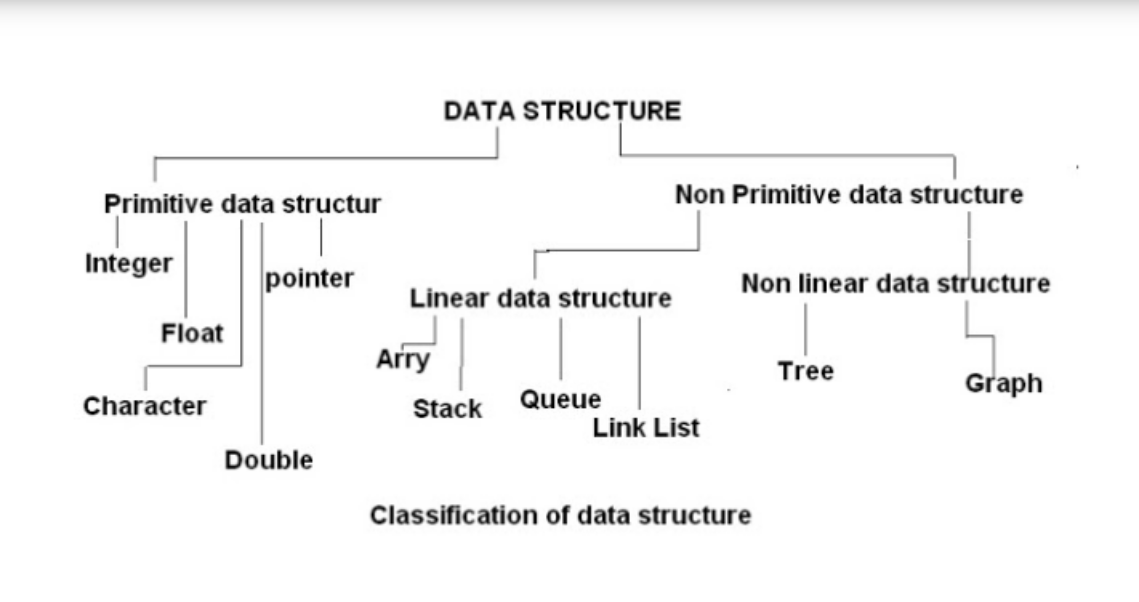 DATA STRUCTURE
Primitive data structur
Non Primitive data structure
Integer
pointer
Float
Character
Double
Linear data structure
Arry
Stack
Queue
Link List
Non linear data structure
Tree
Graph
Classification of data structure